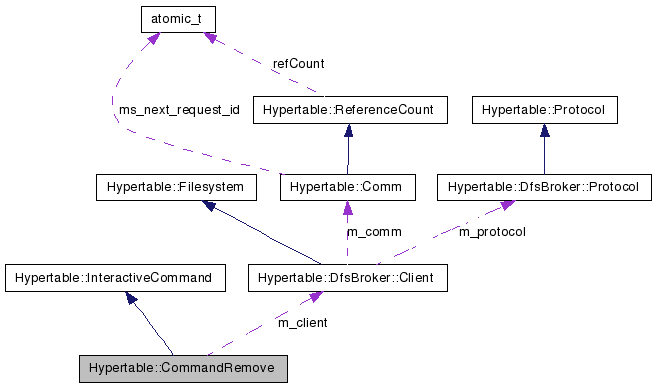 atomic_t
refCount
ms_next_request_id
Hypertable::ReferenceCount
Hypertable::Protocol
Hypertable::Filesystem
Hypertable::Comm
Hypertable::DfsBroker::Protocol
m_comm
m_protocol
Hypertable::InteractiveCommand
Hypertable::DfsBroker::Client
m_client
Hypertable::CommandRemove